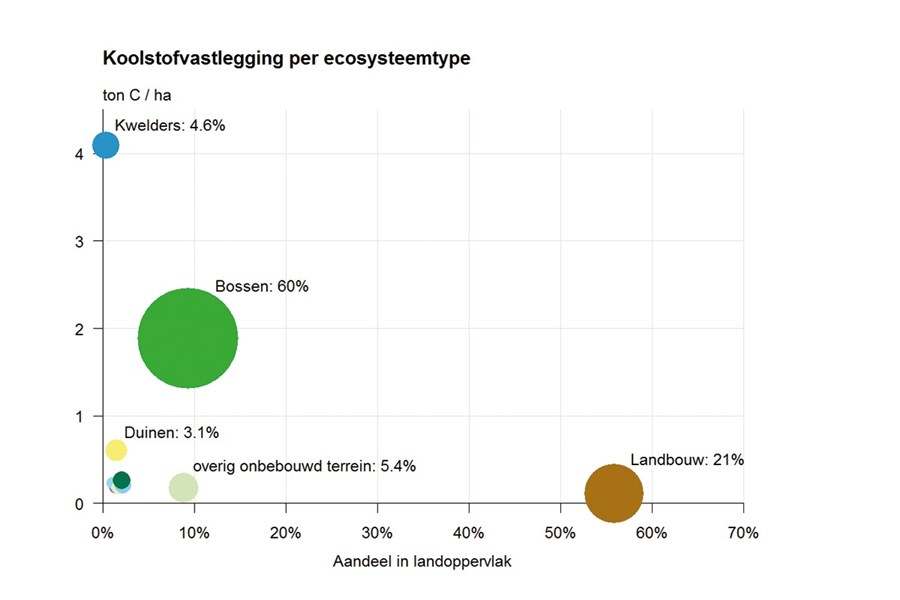 Koolstofvastlegging per ecosysteemtype
ton C / ha
Kwelders: 4.6%
4
3
Bossen: 60%
2
1
Duinen: 3.1%
overig onbebouwd terrein: 5.4%
Landbouw: 21%
0
0% 10% 20% 30% 40% 50% 60% 70%
Aandeel in landoppervlak